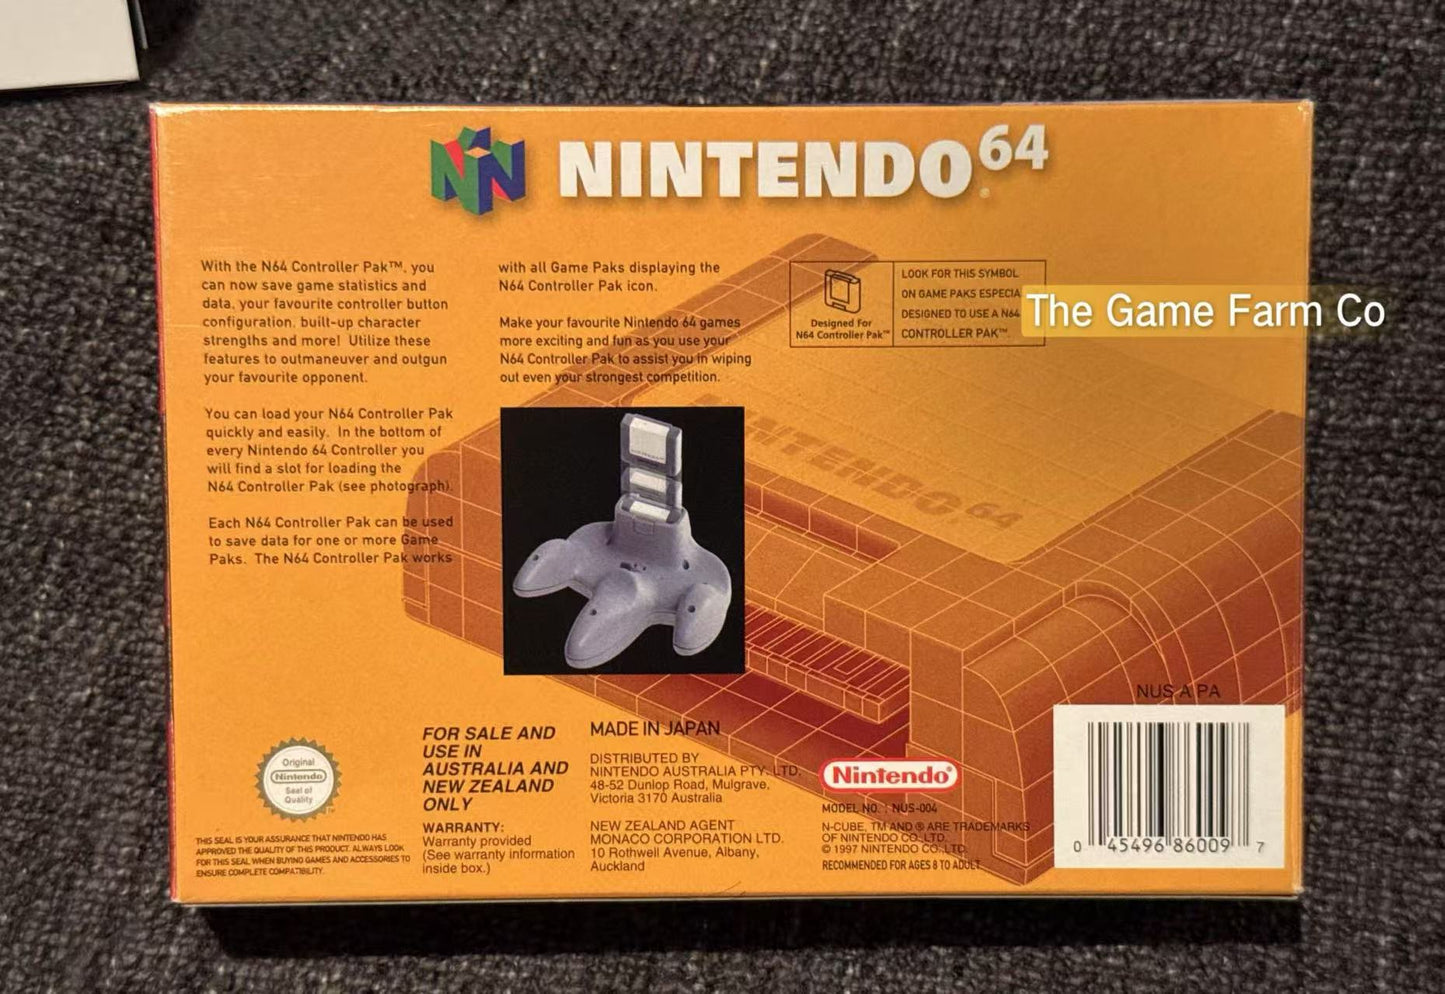 NINTENDO 64
With the N64 Controller Pak™, you
can now save game statistics and
data, your favourite controller button
configuration, built-up character
strengths and more! Utilize these
features to outmaneuver and outgun
your favourite opponent.
You can load your N64 Controller Pak
quickly and easily. In the bottom of
every Nintendo 64 Controller you
will find a slot for loading the
N64 Controller Pak (see photograph).
Each N64 Controller Pak can be used
to save data for one or more Game
Paks. The N64 Controller Pak works
with all Game Paks displaying the
N64 Controller Pak icon.
Make your favourite Nintendo 64 games
more exciting and fun as you use your
N64 Controller Pak to assist you in wiping
out even your strongest competition.
Designed For
N64 Controller Pak™
LOOK FOR THIS SYMBOL
ON GAME PAKS ESPECIA
DESIGNED TO USE A N64
CONTROLLER PAK™.
The Game Farm Co
NINTENDO 64
Original
Nintendo
Seal of
Quality
TM
THIS SEAL IS YOUR ASSURANCE THAT NINTENDO HAS
APPROVED THE QUALITY OF THIS PRODUCT. ALWAYS LOOK
FOR THIS SEAL WHEN BUYING GAMES AND ACCESSORIES TO
ENSURE COMPLETE COMPATIBILITY.
FOR SALE AND
USE IN
AUSTRALIA AND
NEW ZEALAND
ONLY
WARRANTY:
Warranty provided
(See warranty information
inside box.)
MADE IN JAPAN
DISTRIBUTED BY
NINTENDO AUSTRALIA PTY. LTD.
48-52 Dunlop Road, Mulgrave,
Victoria 3170 Australia
NEW ZEALAND AGENT
MONACO CORPORATION LTD.
10 Rothwell Avenue, Albany,
Auckland
Nintendo®
MODEL NO. : NUS-004
N-CUBE, TM AND ® ARE TRADEMARKS
OF NINTENDO CO. LTD.
© 1997 NINTENDO CO. LTD.
RECOMMENDED FOR AGES 8 TO ADULT
NUS A PA
0 45496 86009 7